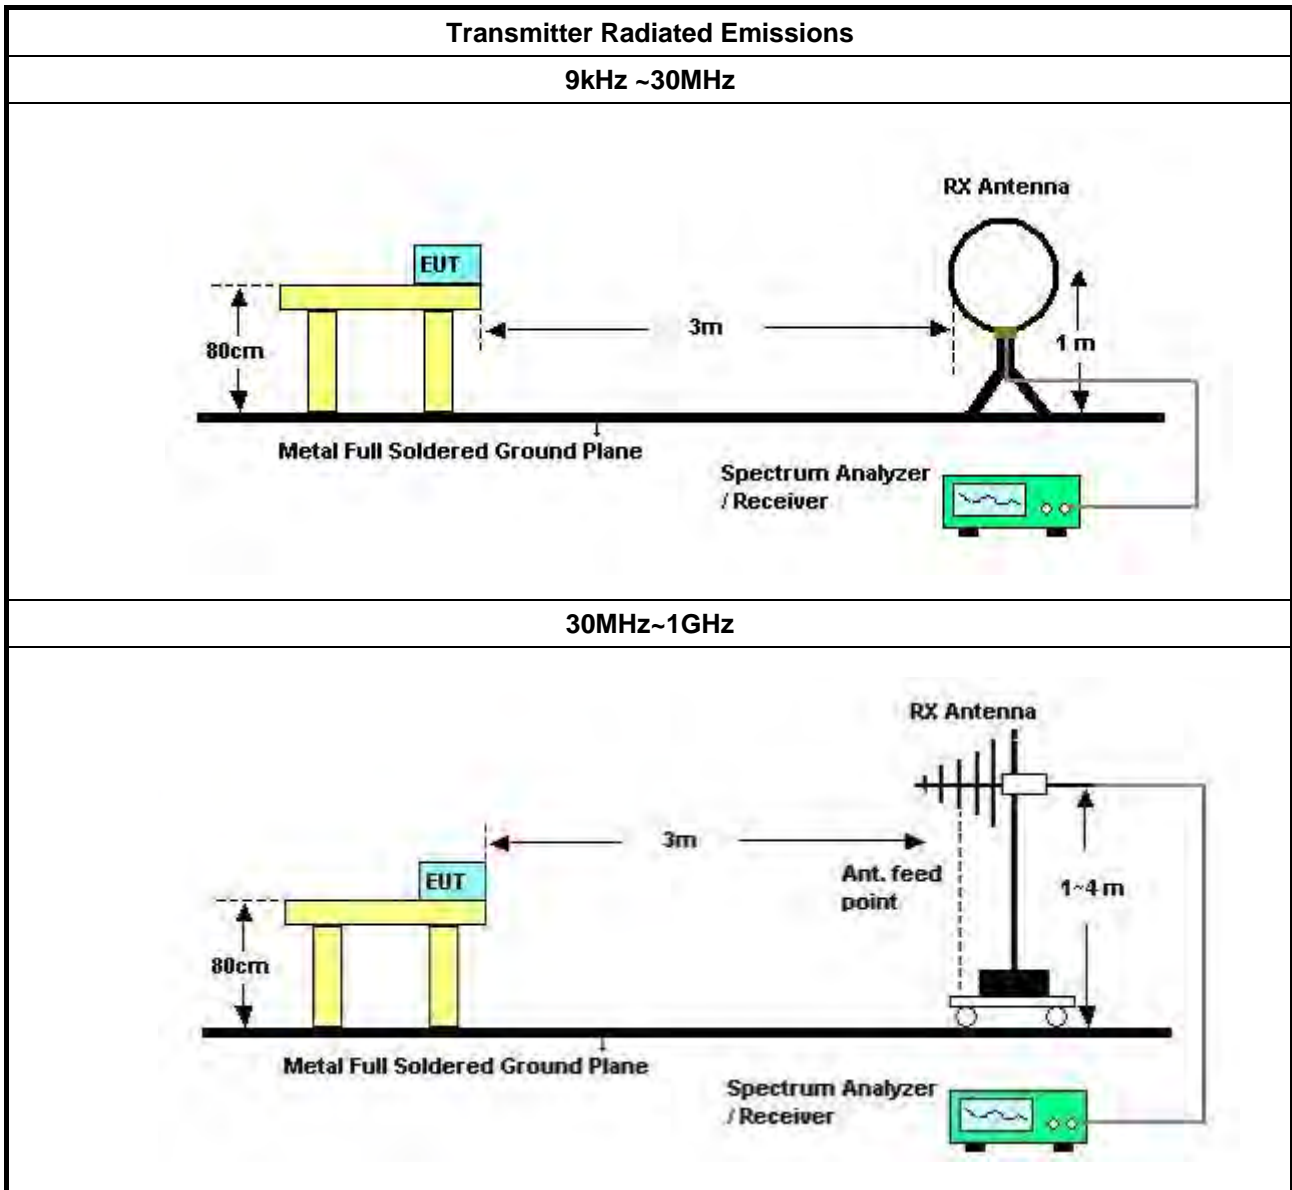 Transmitter Radiated Emissions
9kHz ~30MHz
RX Antenna
EUT
3m
80cm
1 m
Metal Full Soldered Ground Plane
Spectrum Analyzer
/ Receiver
30MHz~1GHz
RX Antenna
3m
EUT
Ant. feed
point
1~4 m
80cm
Metal Full Soldered Ground Plane
Spectrum Analyzer
/ Receiver